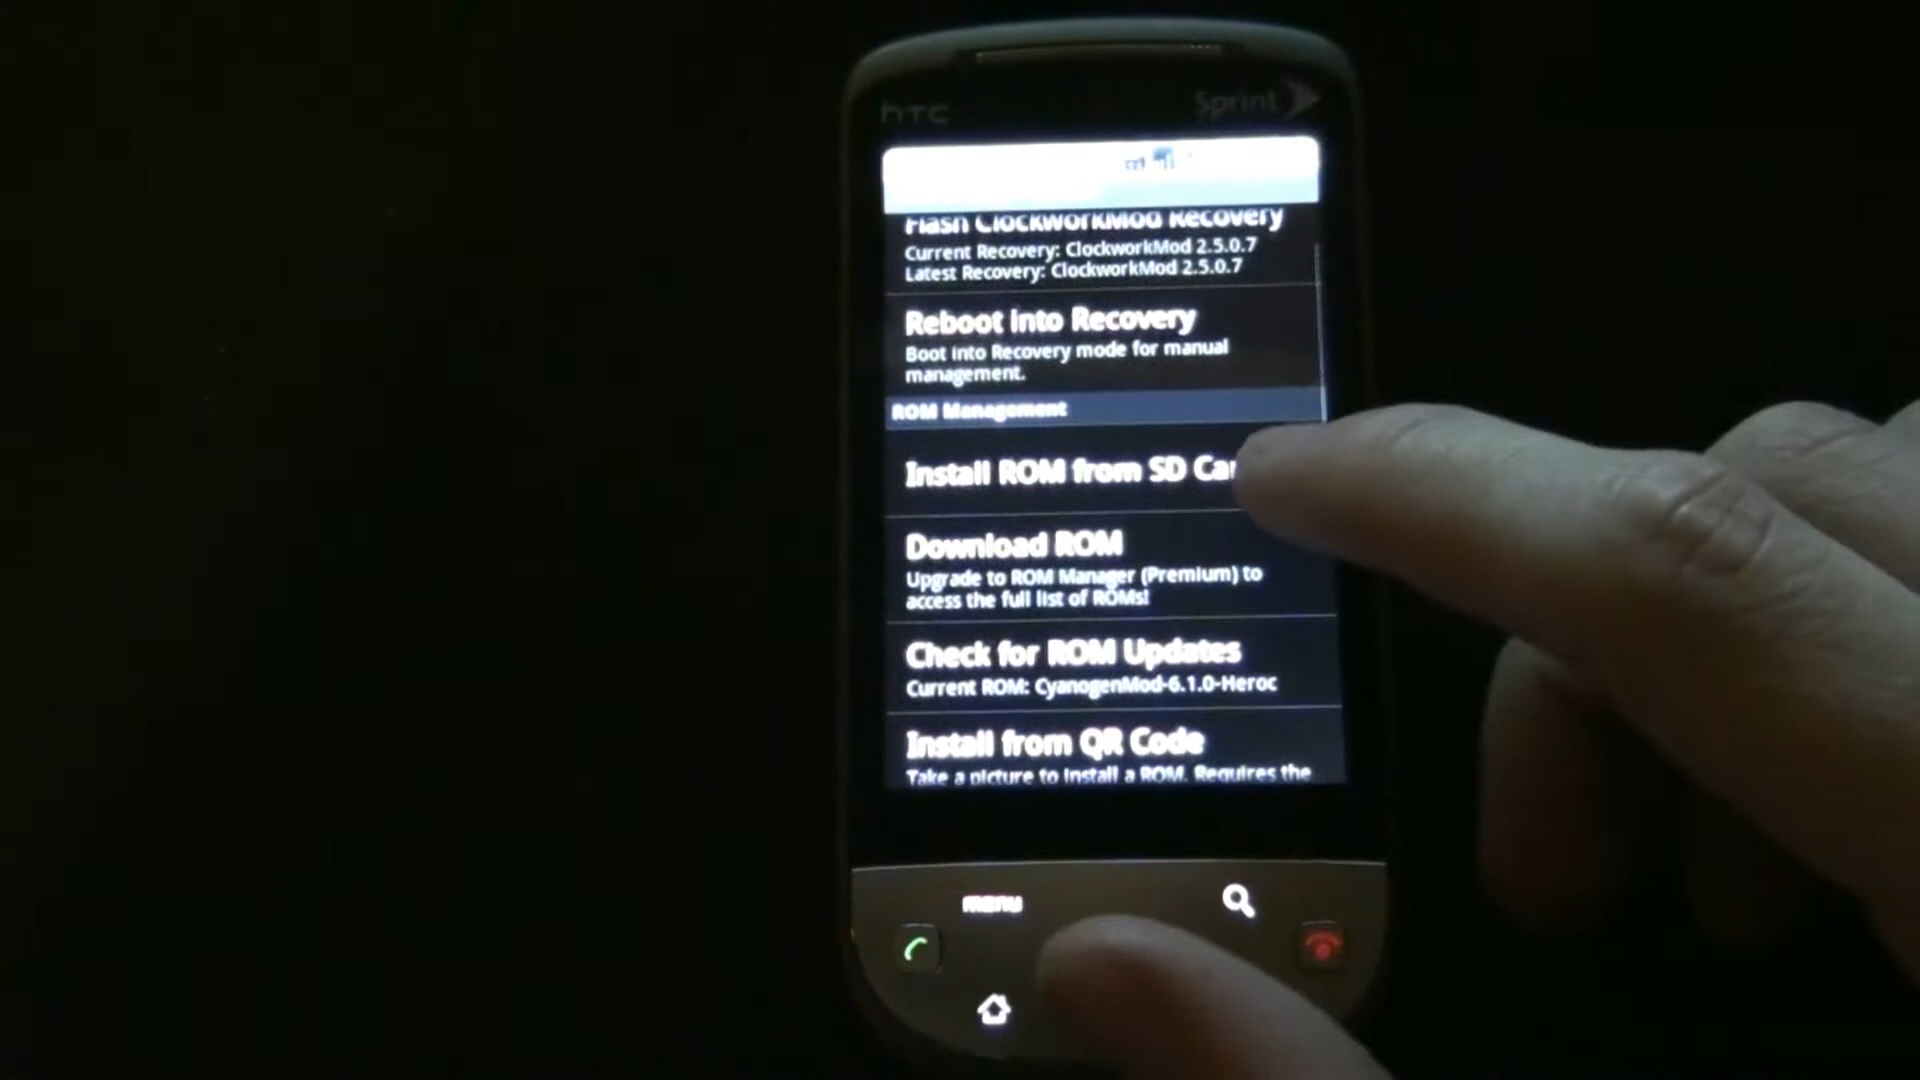 hTC
Sprint
Flash ClockworkMod Recovery
Current Recovery: ClockworkMod 2.5.0.7
Latest Recovery: ClockworkMod 2.5.0.7
Reboot into Recovery
Boot into Recovery mode for manual
management.
ROM Management
Install ROM from SD Car
Download ROM
Upgrade to ROM Manager (Premium) to
access the full list of ROMs!
Check for ROM Updates
Current ROM: CyanogenMod-6.1.0-Heroc
Install from QR Code
Take a picture to install a ROM. Requires the
menu